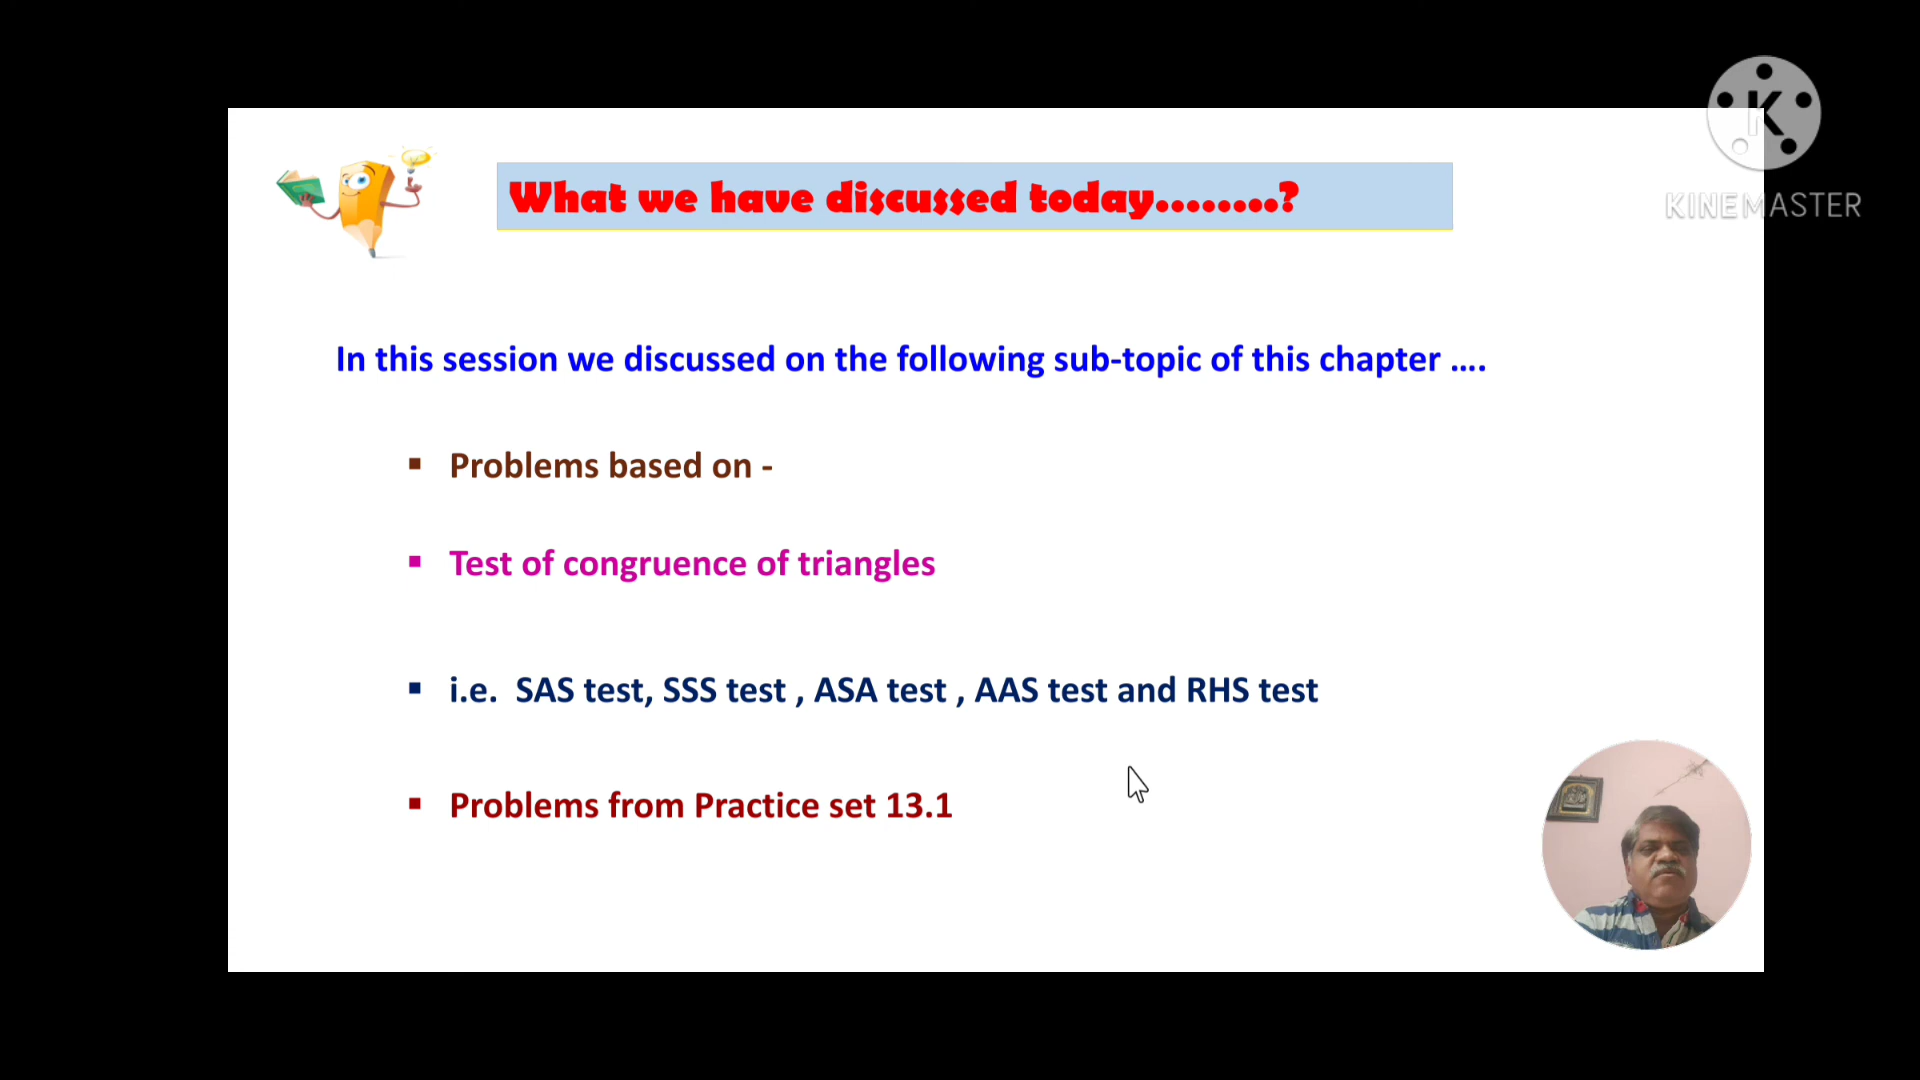 K
KINEMASTER
What we have discussed today........?
In this session we discussed on the following sub-topic of this chapter ....
▪ Problems based on -
▪ Test of congruence of triangles
▪ i.e. SAS test, SSS test , ASA test , AAS test and RHS test
▪ Problems from Practice set 13.1